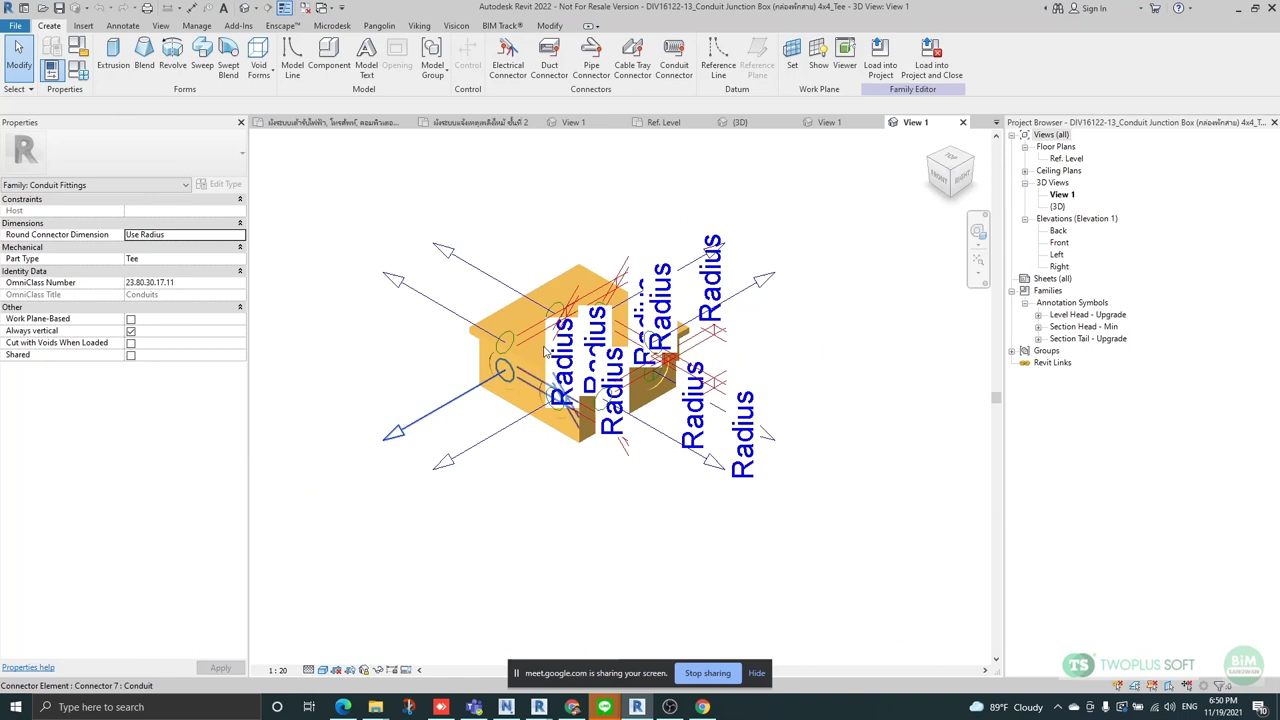 Autodesk Revit 2022 - Not For Resale Version - DIV16122-13_Conduit Junction Box (กล่องพักสาย) 4x4_Tee - 3D View: View 1
Sign In
File Create Insert Annotate View Manage Add-Ins Enscape™ Microdesk Pangolin Viking Visicon BIM Track® Modify
Modify
Extrusion Blend Revolve Sweep Swept Blend Void Forms
Model Line Component Model Text Opening Model Group
Control
Electrical Connector Duct Connector Pipe Connector Cable Tray Connector Conduit Connector
Reference Line Reference Plane
Set Show Viewer
Load into Project Load into Project and Close
Select Properties Forms Model Control Connectors Datum Work Plane Family Editor
Properties
View 1 Ref. Level {3D} View 1 View 1
Project Browser - DIV16122-13_Conduit Junction Box (กล่องพักสาย) 4x4_Tee
Family: Conduit Fittings Edit Type
Constraints
Host
Dimensions
Round Connector Dimension Use Radius
Mechanical
Part Type Tee
Identity Data
OmniClass Number 23.80.30.17.11
OmniClass Title Conduits
Other
Work Plane-Based
Always vertical
Cut with Voids When Loaded
Shared
Properties help Apply
TOP
FRONT
RIGHT
Radius
Radius
Radius
Radius
Radius
Radius
Radius
Radius
Views (all)
Floor Plans
Ref. Level
Ceiling Plans
3D Views
View 1
{3D}
Elevations (Elevation 1)
Back
Front
Left
Right
Sheets (all)
Families
Annotation Symbols
Level Head - Upgrade
Section Head - Min
Section Tail - Upgrade
Groups
Revit Links
1 : 20
meet.google.com is sharing your screen. Stop sharing Hide
TS TWOPLUS SOFT
BiM SANGWAN
Connector Element : Connector 7 : Conduit
:0
Type here to search
89°F Cloudy
6:50 PM
11/19/2021